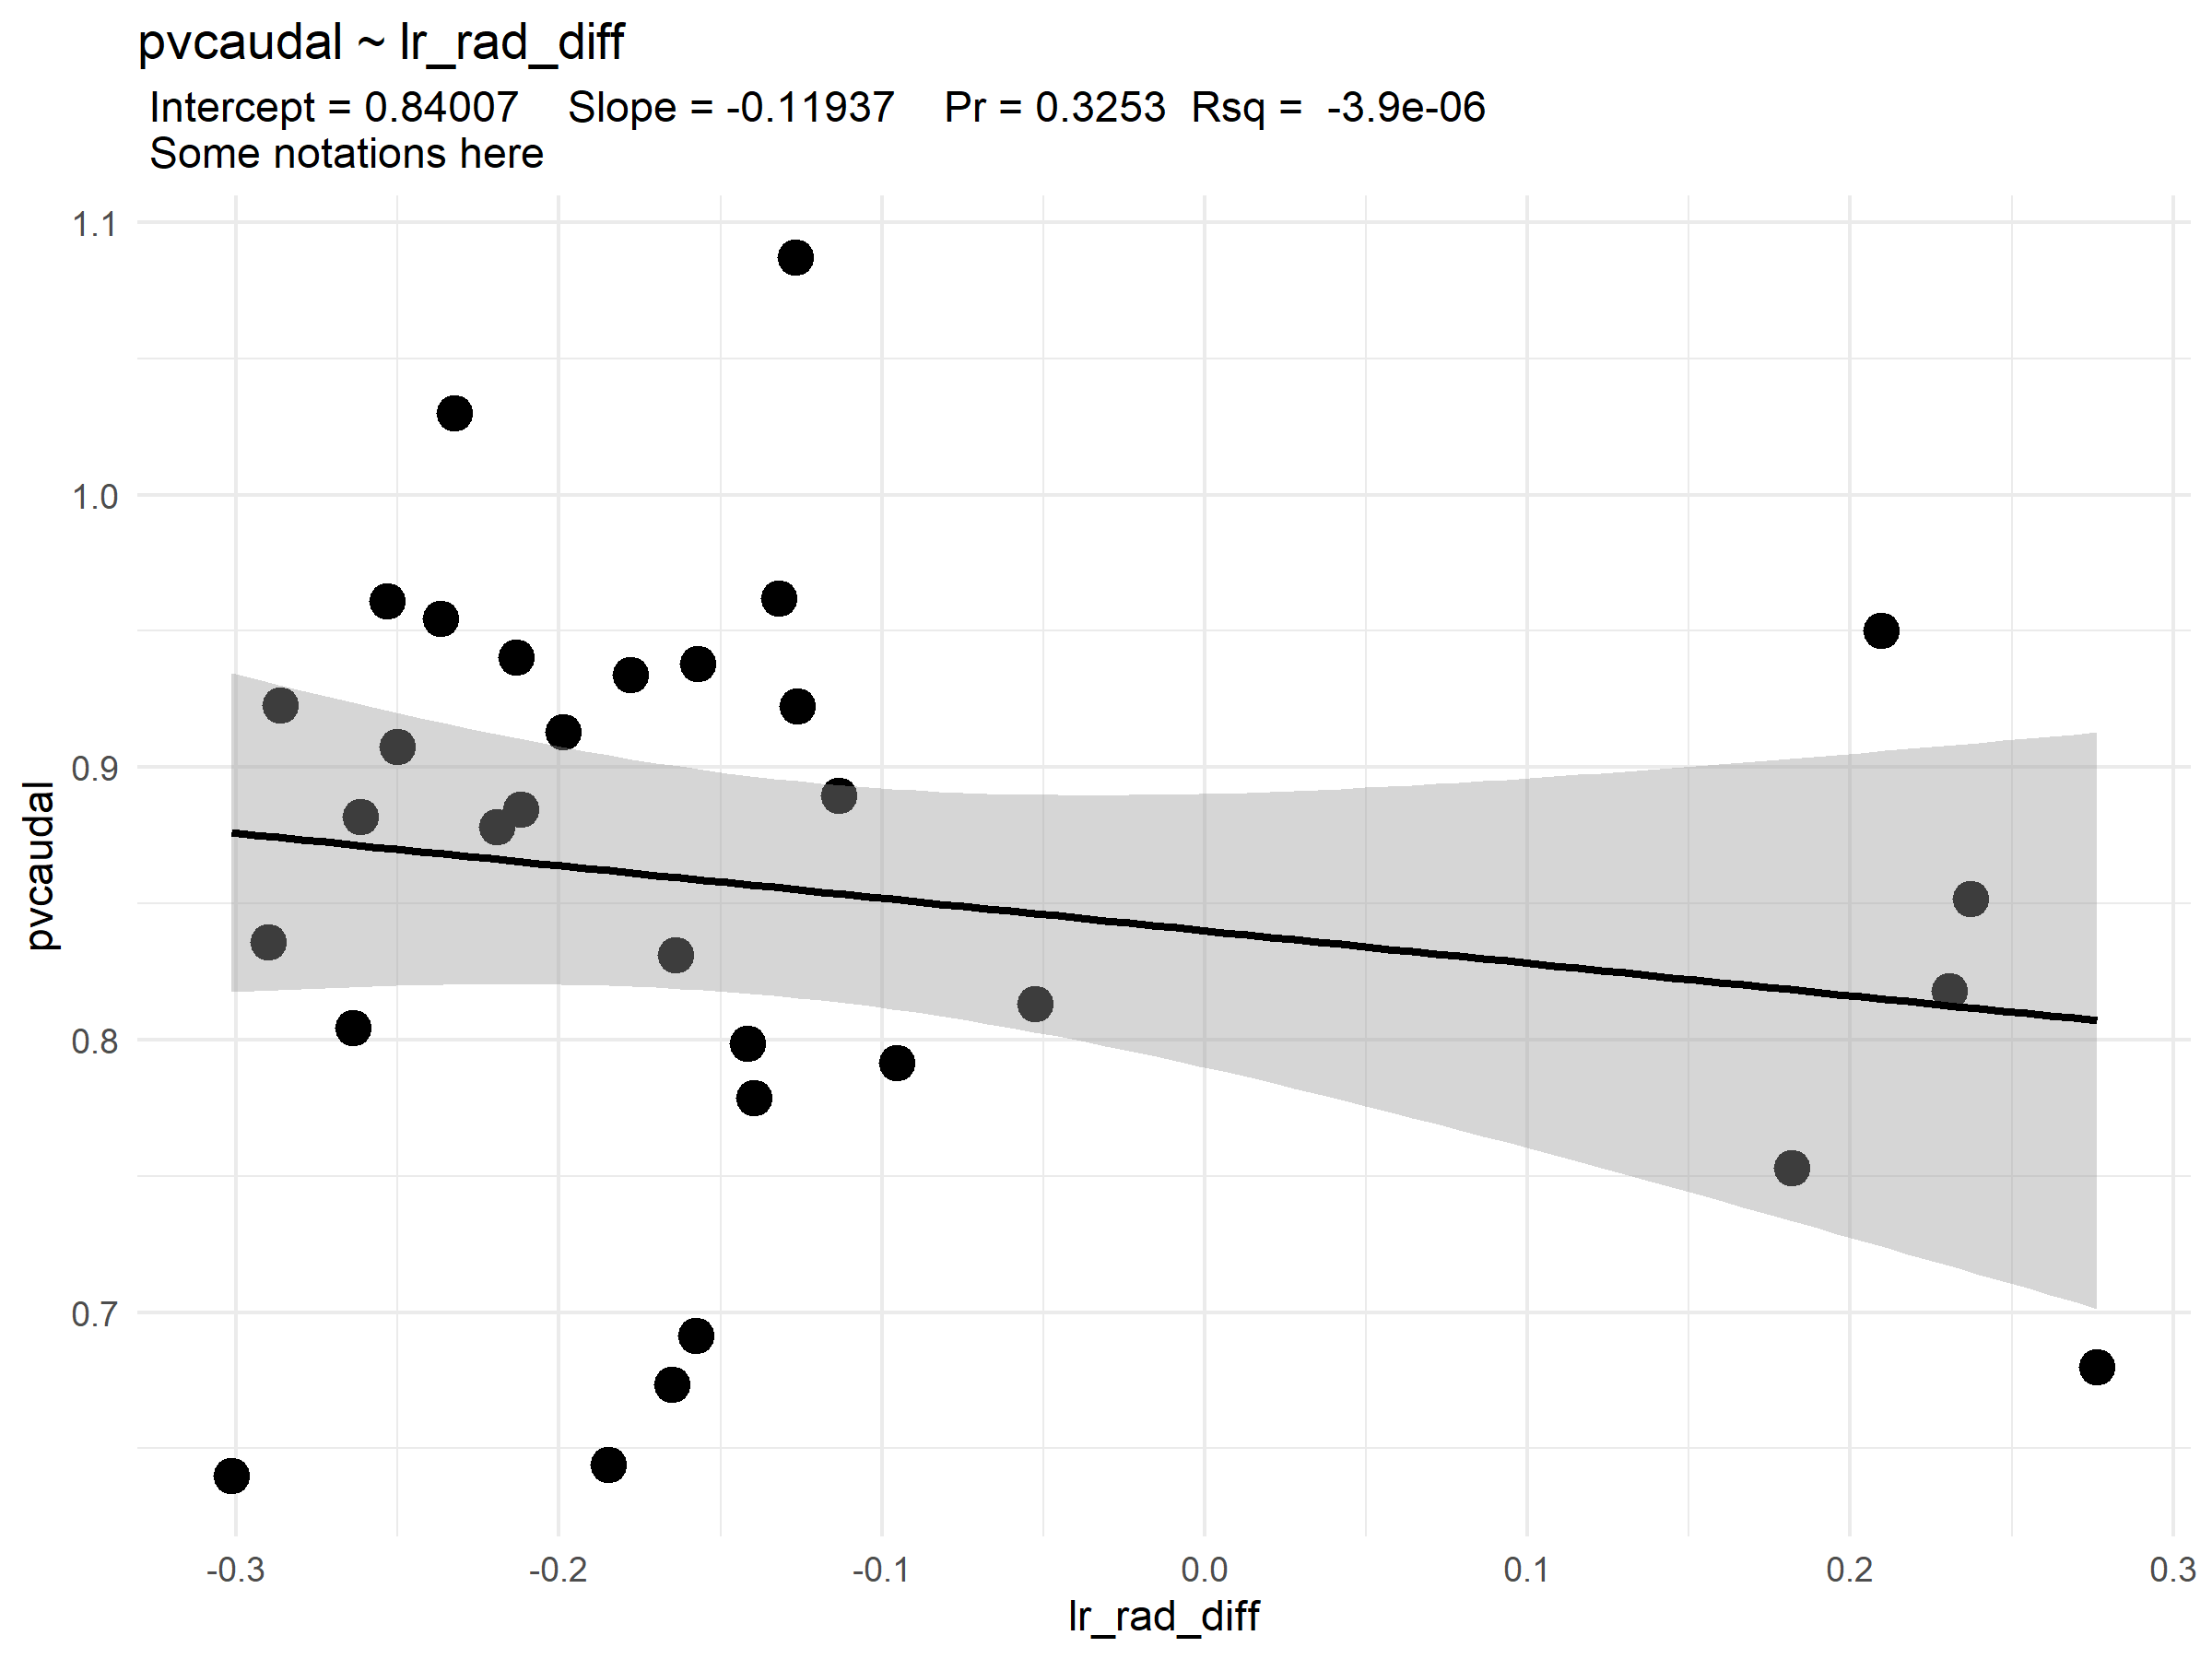 pvcaudal ~ lr_rad_diff
Intercept = 0.84007 Slope = -0.11937 Pr = 0.3253 Rsq = -3.9e-06
Some notations here
1.1
1.0
0.9
0.8
0.7
pvcaudal
-0.3 -0.2 -0.1 0.0 0.1 0.2 0.3
lr_rad_diff